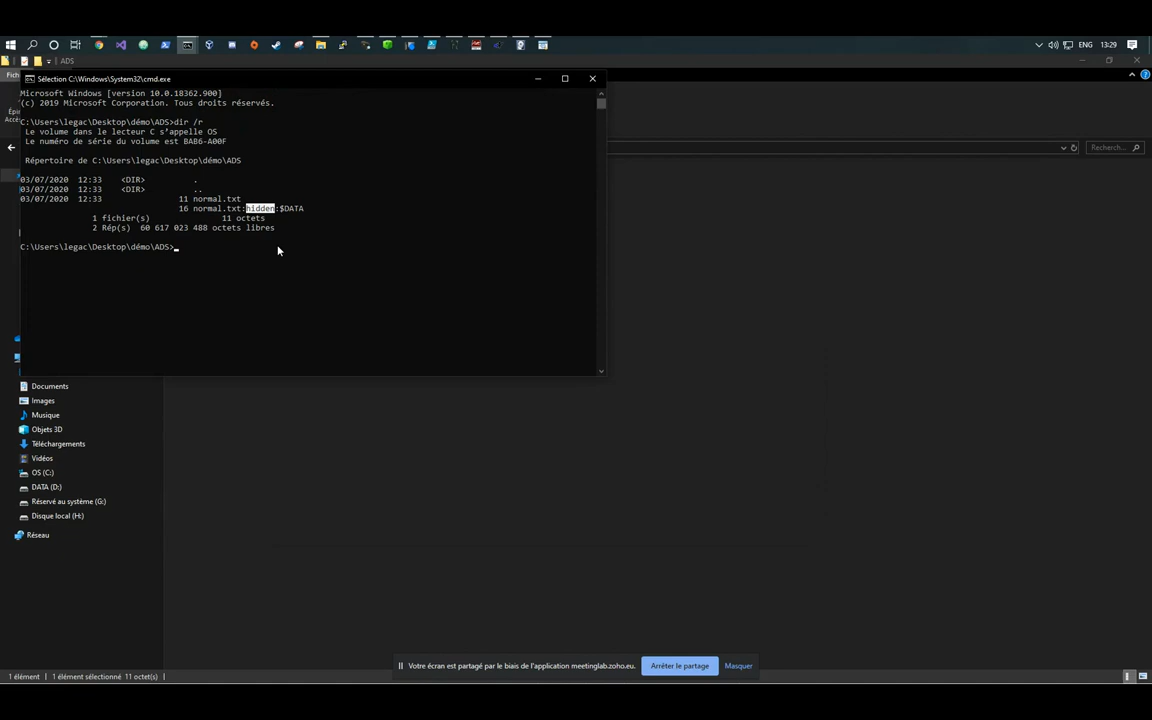 ENG
13:29
ADS
Fich
Sélection C:\Windows\System32\cmd.exe
Microsoft Windows [version 10.0.18362.900]
(c) 2019 Microsoft Corporation. Tous droits réservés.
Épin
Accès
C:\Users\legac\Desktop\démo\ADS>dir /r
Le volume dans le lecteur C s'appelle OS
Le numéro de série du volume est BAB6-A00F
Recherch...
Répertoire de C:\Users\legac\Desktop\démo\ADS
03/07/2020 12:33 <DIR> .
03/07/2020 12:33 <DIR> ..
03/07/2020 12:33 11 normal.txt
16 normal.txt:hidden:$DATA
1 fichier(s) 11 octets
2 Rép(s) 60 617 023 488 octets libres
C:\Users\legac\Desktop\démo\ADS>
Documents
Images
Musique
Objets 3D
Téléchargements
Vidéos
OS (C:)
DATA (D:)
Réservé au système (G:)
Disque local (H:)
Réseau
Votre écran est partagé par le biais de l'application meetinglab.zoho.eu.
Arrêter le partage
Masquer
1 élément
1 élément sélectionné 11 octet(s)